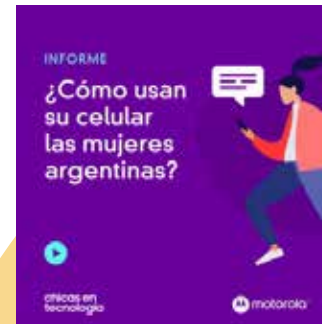 INFORME
¿Cómo usan
su celular
las mujeres
argentinas?
chicas en
tecnología
motorola